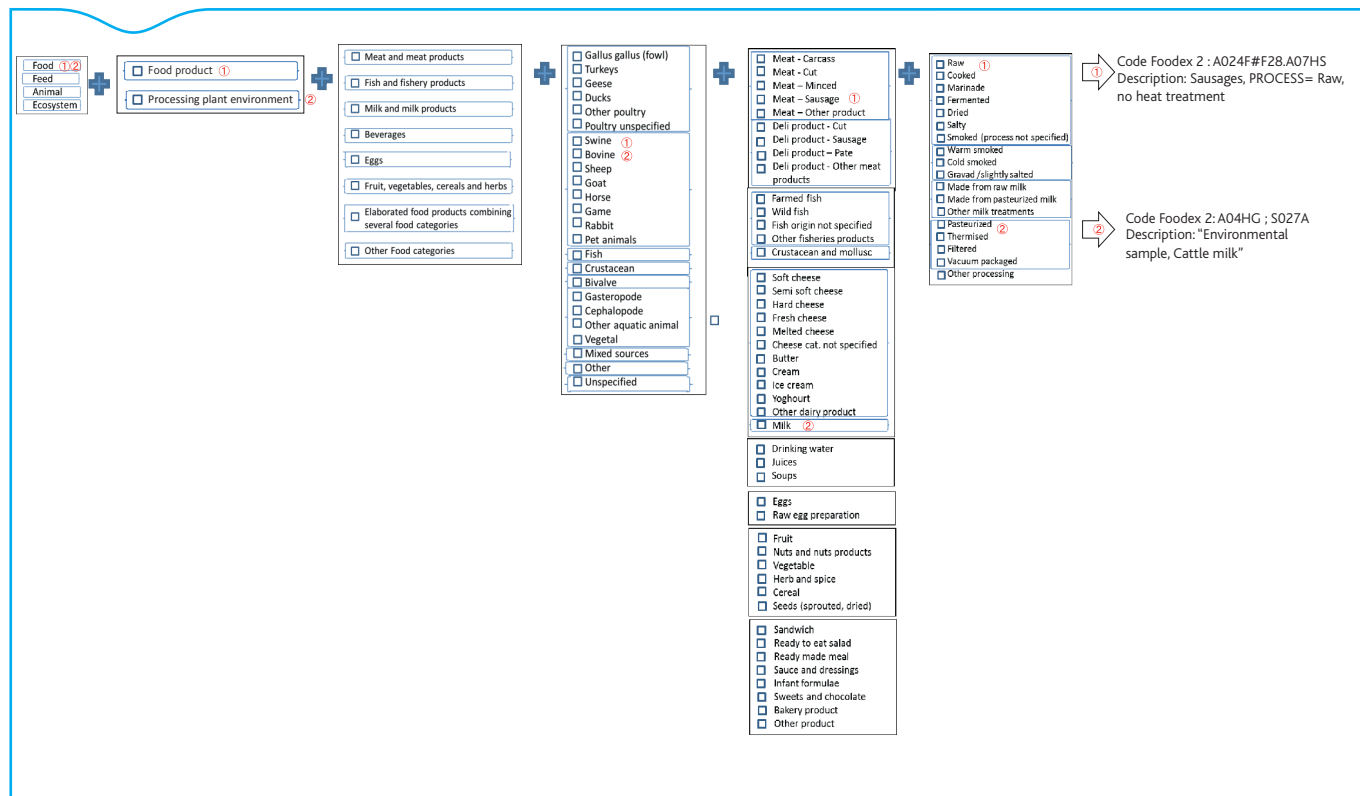 Food ①②
Feed
Animal
Ecosystem
Food product ①
Processing plant environment ②
Meat and meat products
Fish and fishery products
Milk and milk products
Beverages
Eggs
Fruit, vegetables, cereals and herbs
Elaborated food products combining
several food categories
Other Food categories
Gallus gallus (fowl)
Turkeys
Geese
Ducks
Other poultry
Poultry unspecified
Swine ①
Bovine ②
Sheep
Goat
Horse
Game
Rabbit
Pet animals
Fish
Crustacean
Bivalve
Gasteropode
Cephalopode
Other aquatic animal
Vegetal
Mixed sources
Other
Unspecified
Meat - Carcass
Meat - Cut
Meat – Minced
Meat – Sausage ①
Meat – Other product
Deli product - Cut
Deli product - Sausage
Deli product – Pate
Deli product - Other meat
products
Farmed fish
Wild fish
Fish origin not specified
Other fisheries products
Crustacean and mollusc
Soft cheese
Semi soft cheese
Hard cheese
Fresh cheese
Melted cheese
Cheese cat. not specified
Butter
Cream
Ice cream
Yoghourt
Other dairy product
Milk ②
Drinking water
Juices
Soups
Eggs
Raw egg preparation
Fruit
Nuts and nuts products
Vegetable
Herb and spice
Cereal
Seeds (sprouted, dried)
Sandwich
Ready to eat salad
Ready made meal
Sauce and dressings
Infant formulae
Sweets and chocolate
Bakery product
Other product
Raw ①
Cooked
Marinade
Fermented
Dried
Salty
Smoked (process not specified)
Warm smoked
Cold smoked
Gravad /slightly salted
Made from raw milk
Made from pasteurized milk
Other milk treatments
Pasteurized ②
Thermised
Filtered
Vacuum packaged
Other processing
①
Code Foodex 2 : A024F#F28.A07HS
Description: Sausages, PROCESS= Raw,
no heat treatment
②
Code Foodex 2: A04HG ; S027A
Description: “Environmental
sample, Cattle milk”